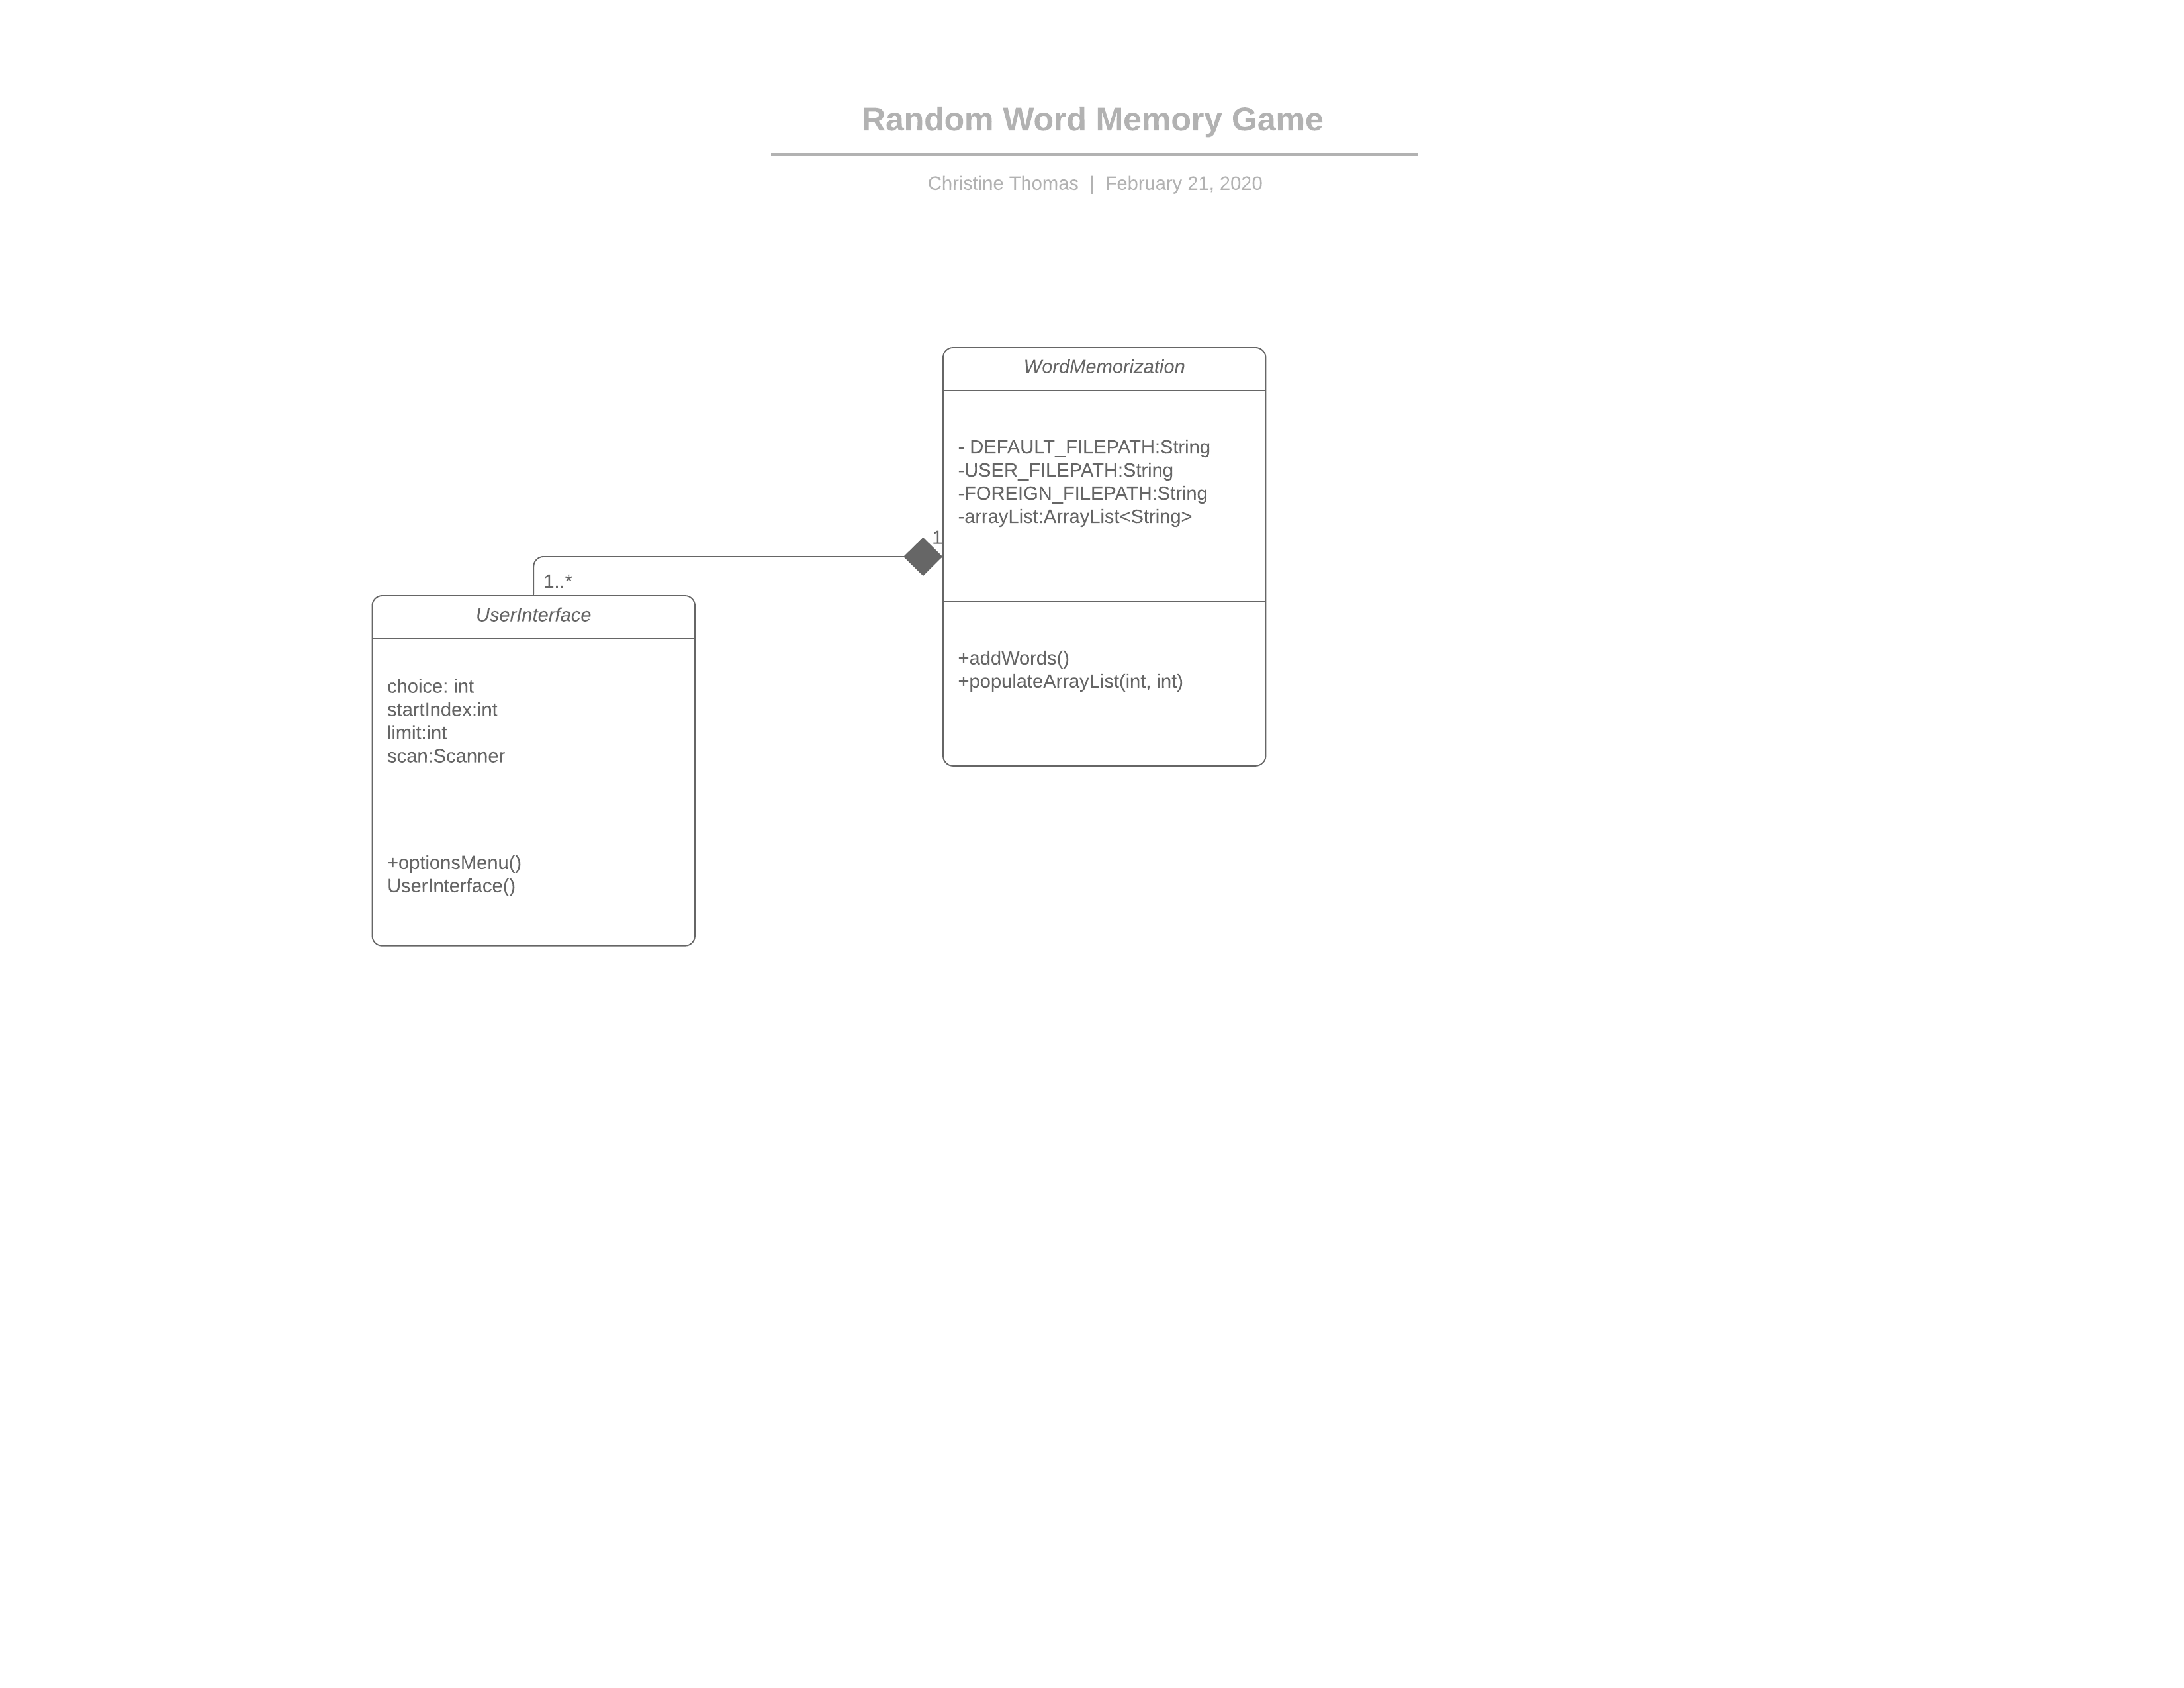 Random Word Memory Game
Christine Thomas | February 21, 2020
WordMemorization
- DEFAULT_FILEPATH:String
-USER_FILEPATH:String
-FOREIGN_FILEPATH:String
-arrayList:ArrayList<String>
1
+addWords()
+populateArrayList(int, int)
1..*
UserInterface
choice: int
startIndex:int
limit:int
scan:Scanner
+optionsMenu()
UserInterface()